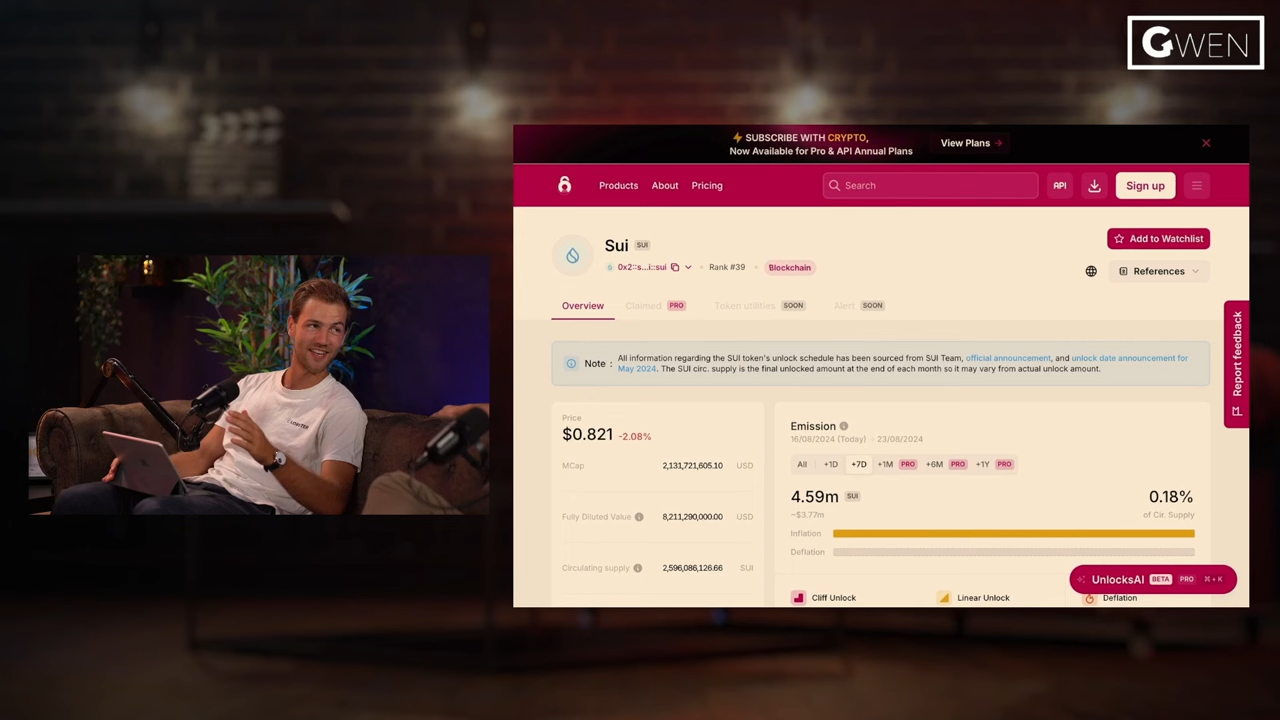 GWEN
SUBSCRIBE WITH CRYPTO,
Now Available for Pro & API Annual Plans
View Plans →
Products
About
Pricing
Search
API
Sign up
Sui SUI
0x2::s...i::sui
Rank #39
Blockchain
Add to Watchlist
References
Overview
Claimed PRO
Token utilities SOON
Alert SOON
Note :
All information regarding the SUI token's unlock schedule has been sourced from SUI Team, official announcement, and unlock date announcement for
May 2024. The SUI circ. supply is the final unlocked amount at the end of each month so it may vary from actual unlock amount.
Report feedback
Price
$0.821 -2.08%
MCap 2,131,721,605.10 USD
Fully Diluted Value 8,211,290,000.00 USD
Circulating supply 2,596,086,126.66 SUI
Emission
16/08/2024 (Today) - 23/08/2024
All +1D +7D +1M PRO +6M PRO +1Y PRO
4.59m SUI
0.18%
~$3.77m
of Cir. Supply
Inflation
Deflation
UnlocksAI BETA PRO ⌘+K
Cliff Unlock
Linear Unlock
Deflation